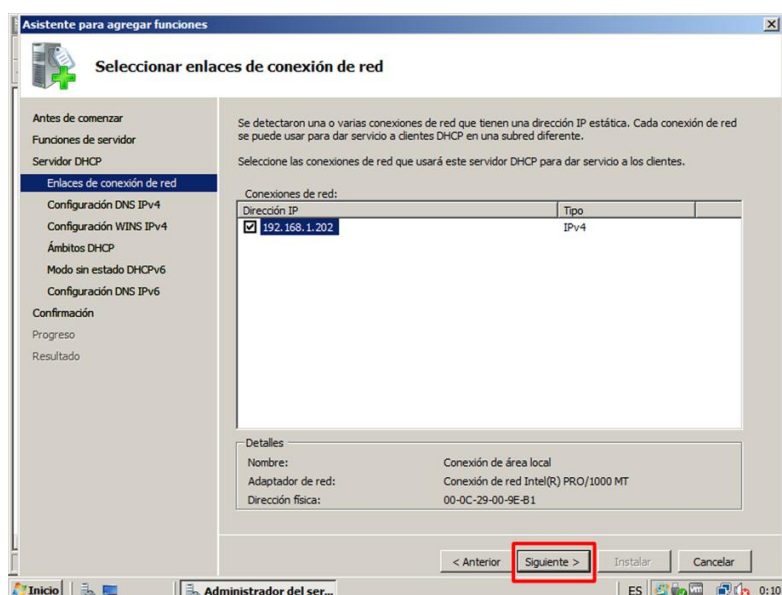 Asistente para agregar funciones
Seleccionar enlaces de conexión de red
Antes de comenzar
Funciones de servidor
Servidor DHCP
Enlaces de conexión de red
Configuración DNS IPv4
Configuración WINS IPv4
Ámbitos DHCP
Modo sin estado DHCPv6
Configuración DNS IPv6
Confirmación
Progreso
Resultado
Se detectaron una o varias conexiones de red que tienen una dirección IP estática. Cada conexión de red
se puede usar para dar servicio a clientes DHCP en una subred diferente.
Seleccione las conexiones de red que usará este servidor DHCP para dar servicio a los clientes.
Conexiones de red:
Dirección IP Tipo
192.168.1.202 IPv4
Detalles
Nombre: Conexión de área local
Adaptador de red: Conexión de red Intel(R) PRO/1000 MT
Dirección física: 00-0C-29-00-9E-B1
< Anterior Siguiente > Instalar Cancelar
Inicio Administrador del ser... ES 0:10